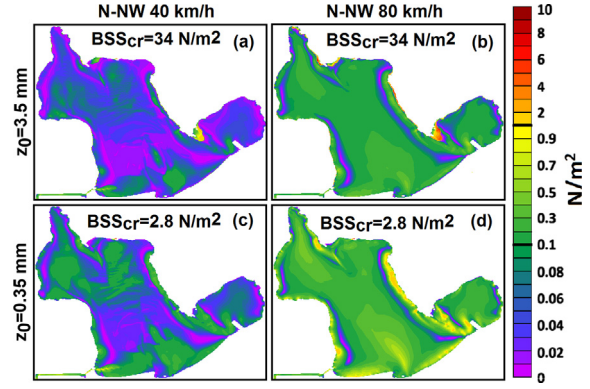 N-NW 40 km/h
N-NW 80 km/h
BSScr=34 N/m2
(a)
BSScr=34 N/m2
(b)
z0=3.5 mm
BSScr=2.8 N/m2
(c)
BSScr=2.8 N/m2
(d)
z0=0.35 mm
10
6
2
0.9
0.7
0.5
0.3
0.1
0.08
0.06
0.04
0.02
0
N/m²